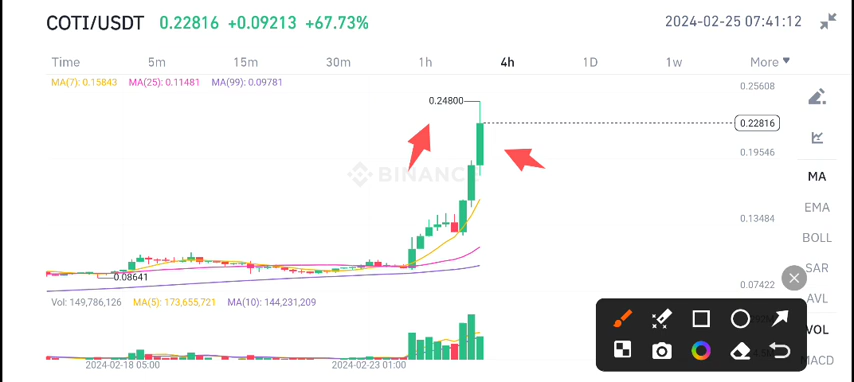 COTI/USDT 0.22816 +0.09213 +67.73% 2024-02-25 07:41:12
Time 5m 15m 30m 1h 4h 1D 1w More
MA(7): 0.15843 MA(25): 0.11481 MA(99): 0.09781
0.25608
0.24800
0.22816
0.19546
BINANCE
MA
EMA
0.13484
BOLL
SAR
0.08641
0.07422
AVL
Vol: 149,786,126 MA(5): 173,655,721 MA(10): 144,231,209
VOL
MACD
2024-02-18 05:00
2024-02-23 01:00